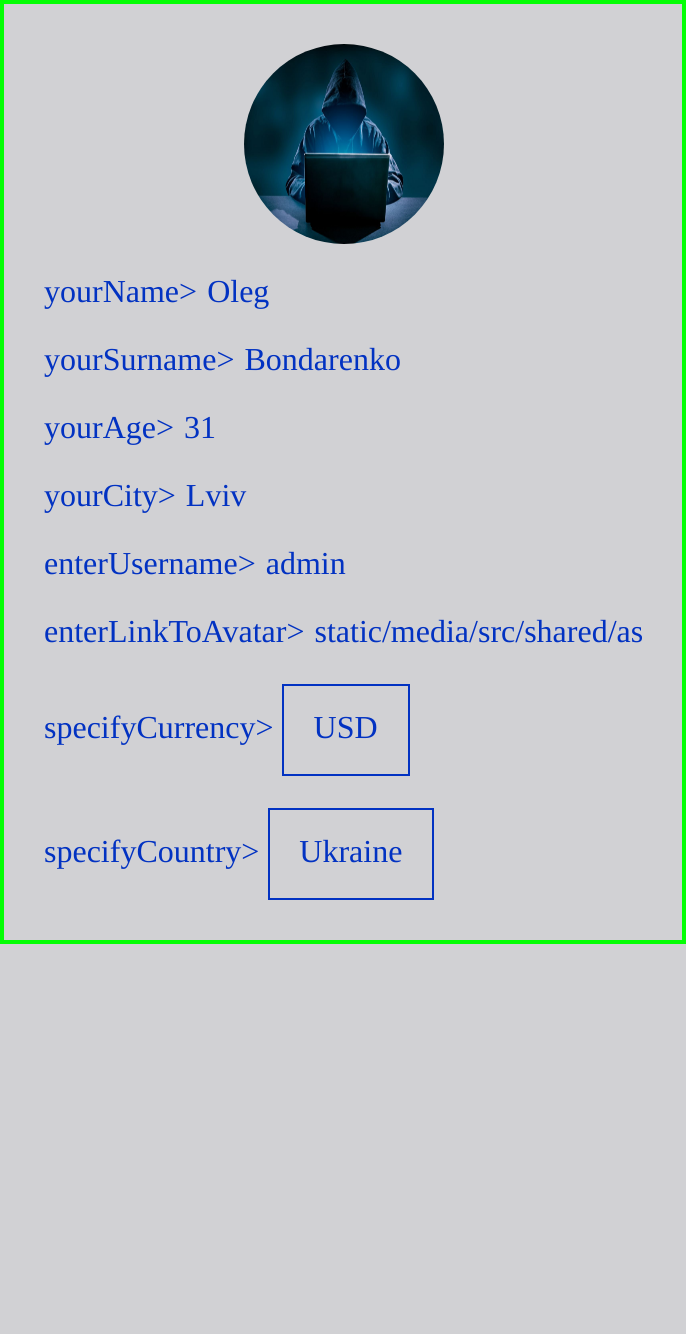 yourName> Oleg
yourSurname> Bondarenko
yourAge> 31
yourCity> Lviv
enterUsername> admin
enterLinkToAvatar> static/media/src/shared/as
specifyCurrency> USD
specifyCountry> Ukraine